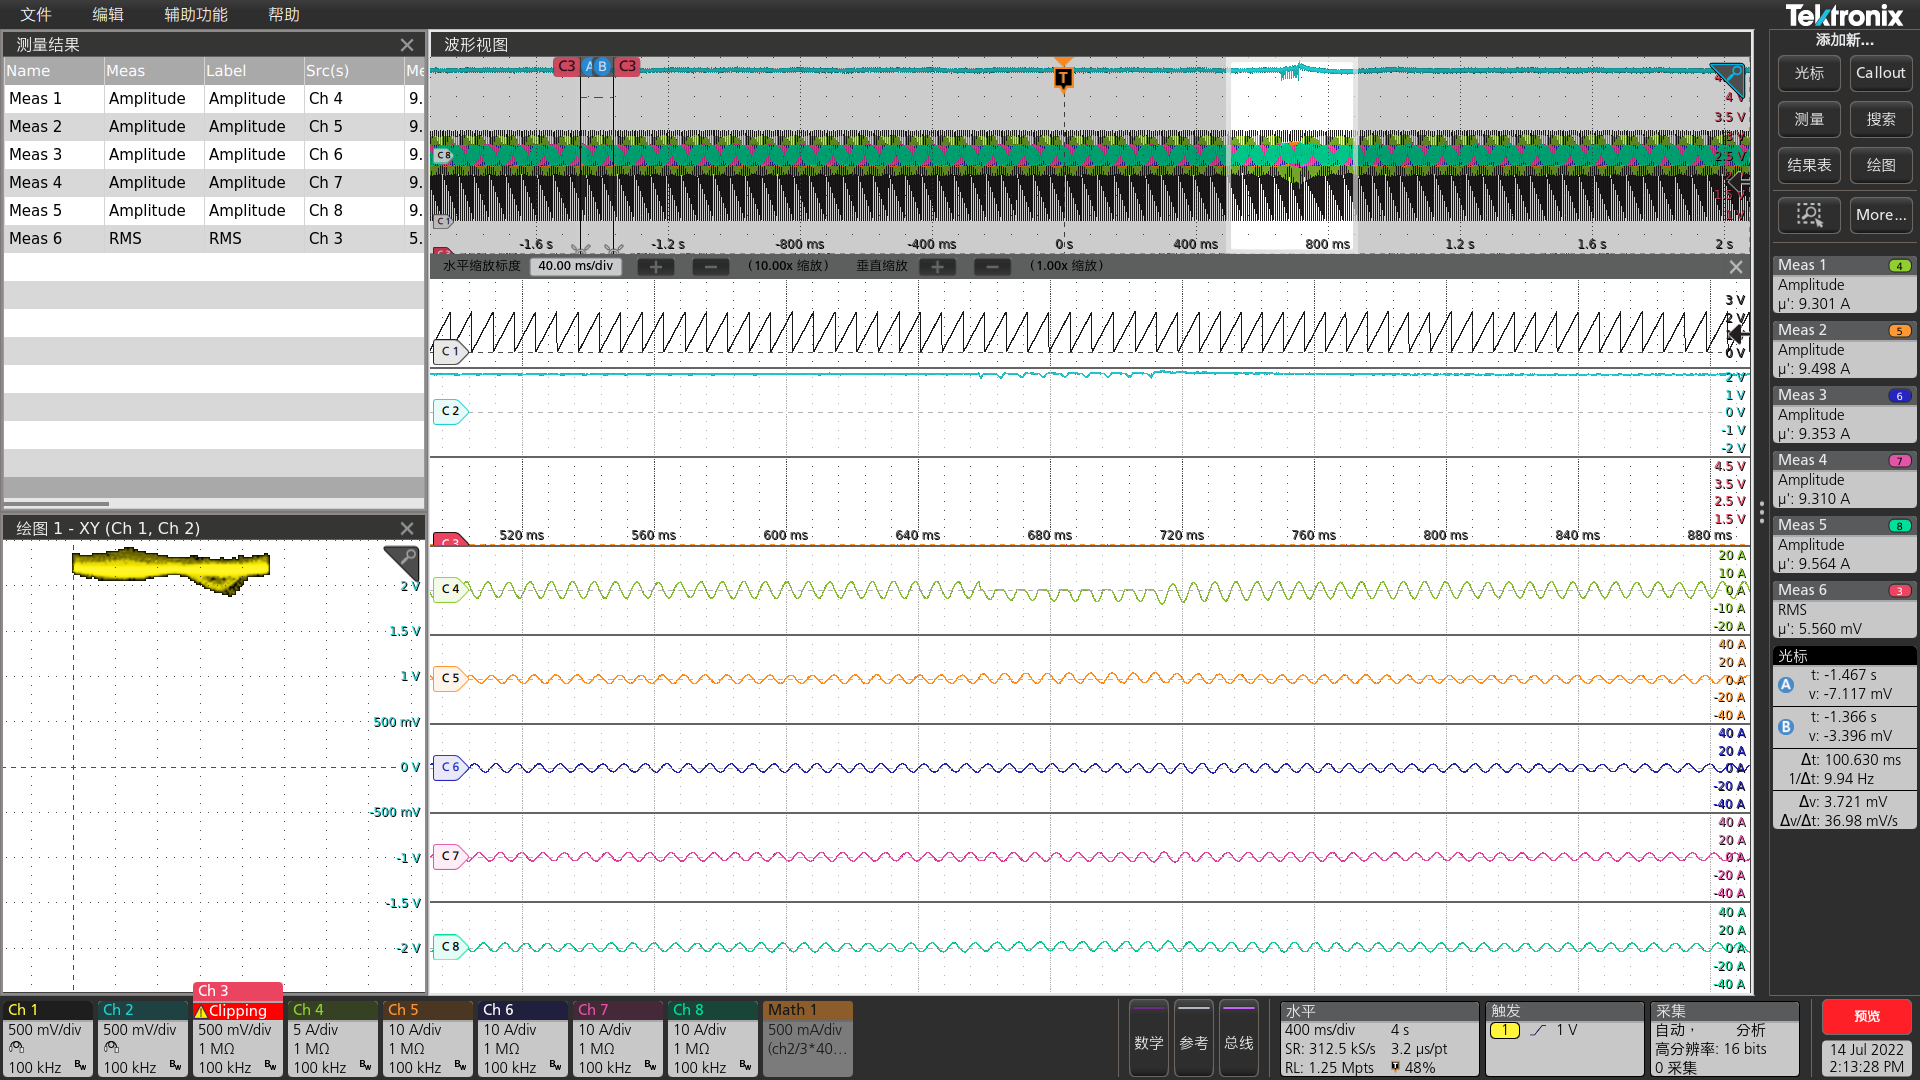 文件 编辑 辅助功能 帮助
Tektronix
测量结果
Name Meas Label Src(s) Me
Meas 1 Amplitude Amplitude Ch 4 9.
Meas 2 Amplitude Amplitude Ch 5 9.
Meas 3 Amplitude Amplitude Ch 6 9.
Meas 4 Amplitude Amplitude Ch 7 9.
Meas 5 Amplitude Amplitude Ch 8 9.
Meas 6 RMS RMS Ch 3 5.
绘图 1 - XY (Ch 1, Ch 2)
2 V
1.5 V
1 V
500 mV
0 V
-500 mV
-1 V
-1.5 V
-2 V
波形视图
C3 A B C3
T
4 V
3.5 V
C 8
2.5 V
C 1
-1.6 s -1.2 s -800 ms -400 ms 0 s 400 ms 800 ms 1.2 s 1.6 s 2 s
水平缩放标度 40.00 ms/div + − (10.00x 缩放) 垂直缩放 + − (1.00x 缩放)
3 V
2 V
C 1
0 V
2 V
1 V
C 2 0 V
-1 V
-2 V
4.5 V
3.5 V
2.5 V
1.5 V
520 ms 560 ms 600 ms 640 ms 680 ms 720 ms 760 ms 800 ms 840 ms 880 ms
C 3
20 A
10 A
C 4 0 A
-10 A
-20 A
40 A
20 A
C 5 0 A
-20 A
-40 A
40 A
20 A
C 6 0 A
-20 A
-40 A
40 A
20 A
C 7 0 A
-20 A
-40 A
40 A
20 A
C 8 0 A
-20 A
-40 A
添加新...
光标 Callout
测量 搜索
结果表 绘图
More...
Meas 1 4
Amplitude
µ': 9.301 A
Meas 2 5
Amplitude
µ': 9.498 A
Meas 3 6
Amplitude
µ': 9.353 A
Meas 4 7
Amplitude
µ': 9.310 A
Meas 5 8
Amplitude
µ': 9.564 A
Meas 6 3
RMS
µ': 5.560 mV
光标
A t: -1.467 s
v: -7.117 mV
B t: -1.366 s
v: -3.396 mV
Δt: 100.630 ms
1/Δt: 9.94 Hz
Δv: 3.721 mV
Δv/Δt: 36.98 mV/s
Ch 1
500 mV/div
100 kHz Bw
Ch 2
500 mV/div
100 kHz Bw
Ch 3
Clipping
500 mV/div
1 MΩ
100 kHz Bw
Ch 4
5 A/div
1 MΩ
100 kHz Bw
Ch 5
10 A/div
1 MΩ
100 kHz Bw
Ch 6
10 A/div
1 MΩ
100 kHz Bw
Ch 7
10 A/div
1 MΩ
100 kHz Bw
Ch 8
10 A/div
1 MΩ
100 kHz Bw
Math 1
500 mA/div
(ch2/3*40...
数学 参考 总线
水平
400 ms/div 4 s
SR: 312.5 kS/s 3.2 µs/pt
RL: 1.25 Mpts T 48%
触发
1 1 V
采集
自动， 分析
高分辨率: 16 bits
0 采集
预览
14 Jul 2022
2:13:28 PM